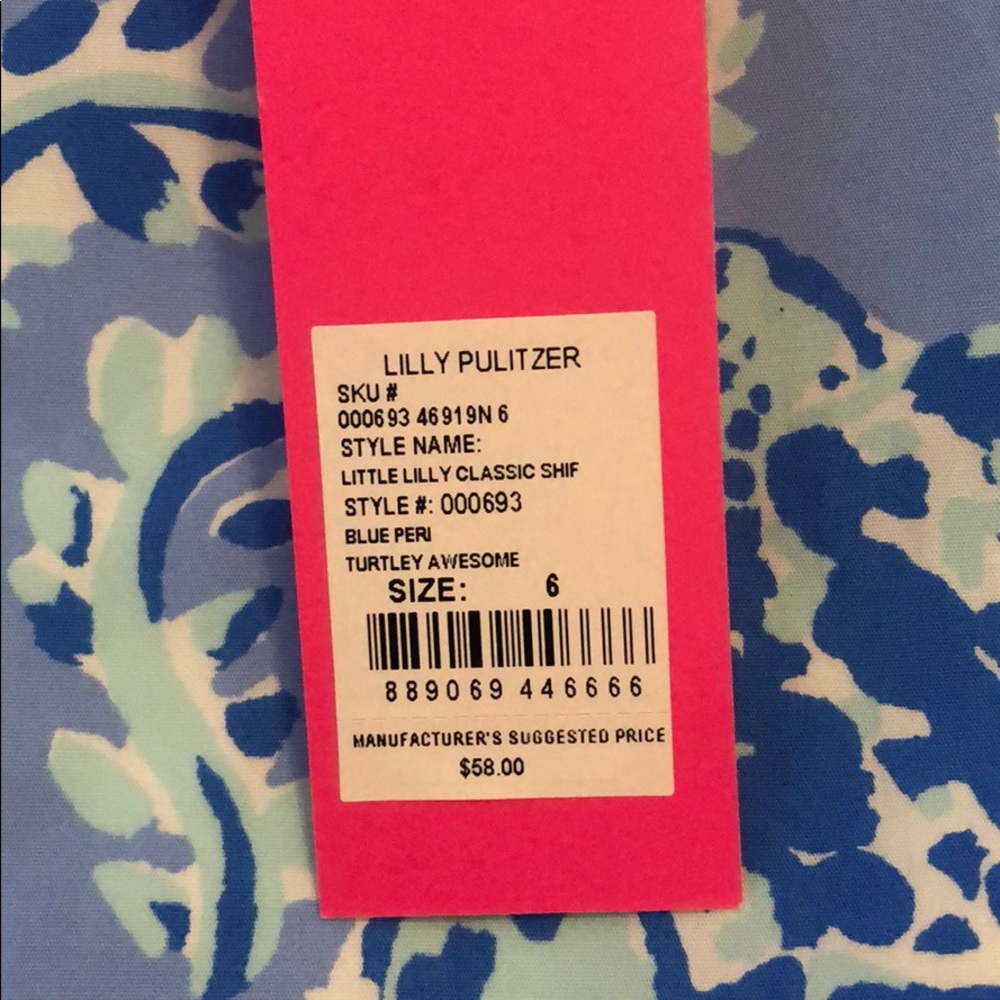 LILLY PULITZER
SKU #
000693 46919N 6
STYLE NAME:
LITTLE LILLY CLASSIC SHIF
STYLE #: 000693
BLUE PERI
TURTLEY AWESOME
SIZE: 6
889069 446666
MANUFACTURER'S SUGGESTED PRICE
$58.00